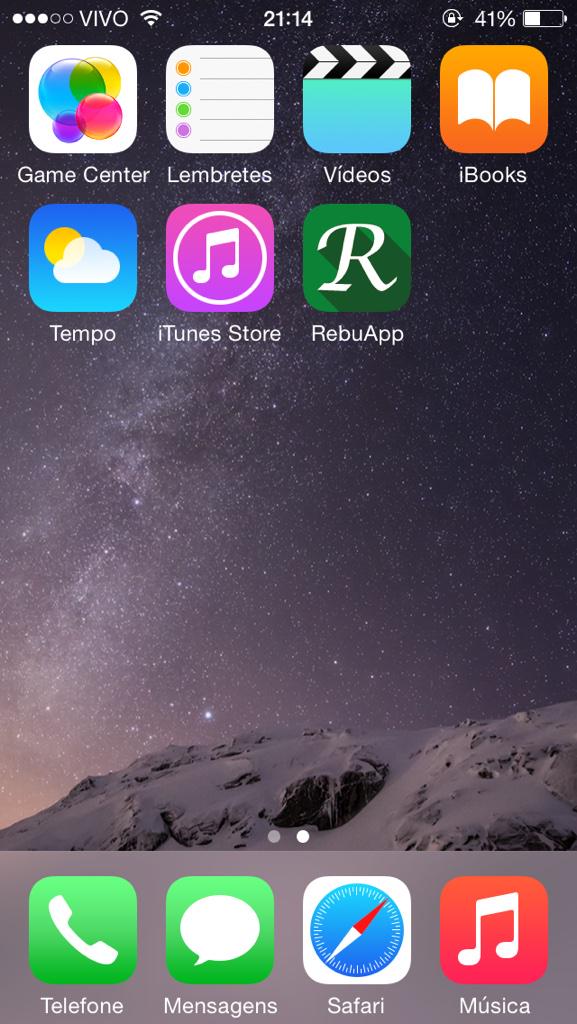 VIVO 21:14 41%
Game Center Lembretes Vídeos iBooks
Tempo iTunes Store RebuApp
R
Telefone Mensagens Safari Música